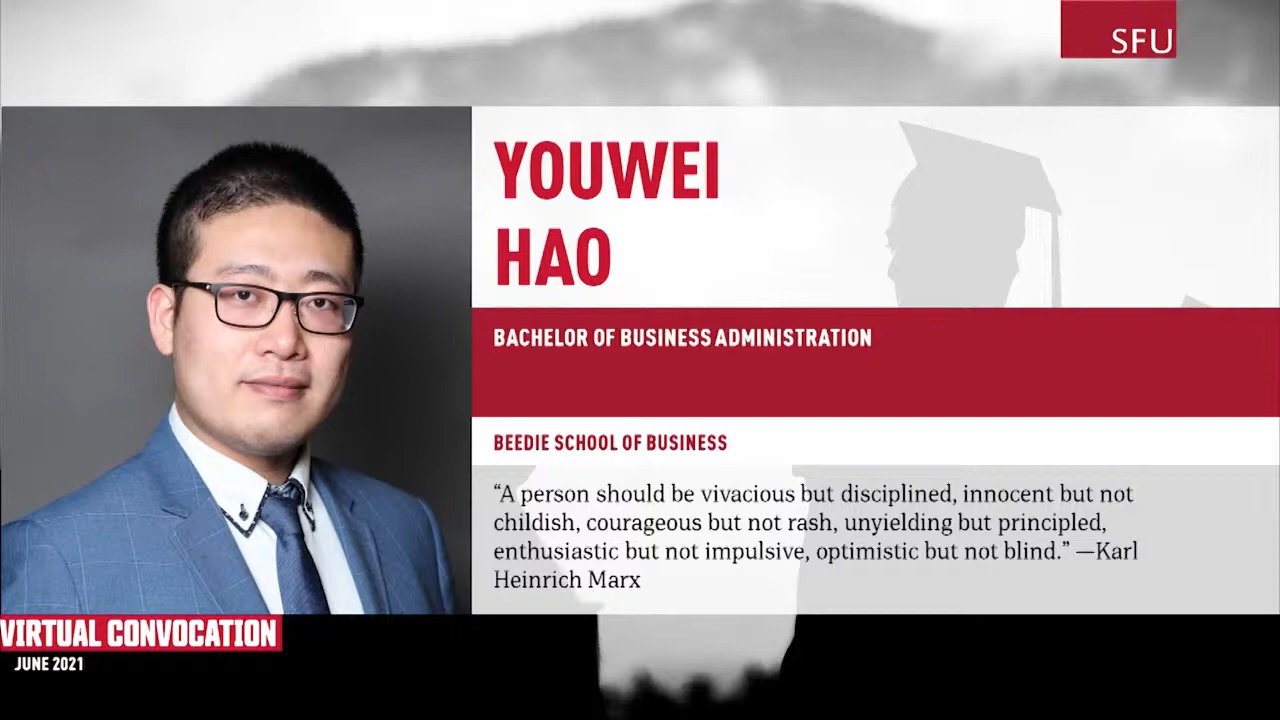 SFU
YOUWEI
HAO
BACHELOR OF BUSINESS ADMINISTRATION
BEEDIE SCHOOL OF BUSINESS
“A person should be vivacious but disciplined, innocent but not
childish, courageous but not rash, unyielding but principled,
enthusiastic but not impulsive, optimistic but not blind.” —Karl
Heinrich Marx
VIRTUAL CONVOCATION
JUNE 2021